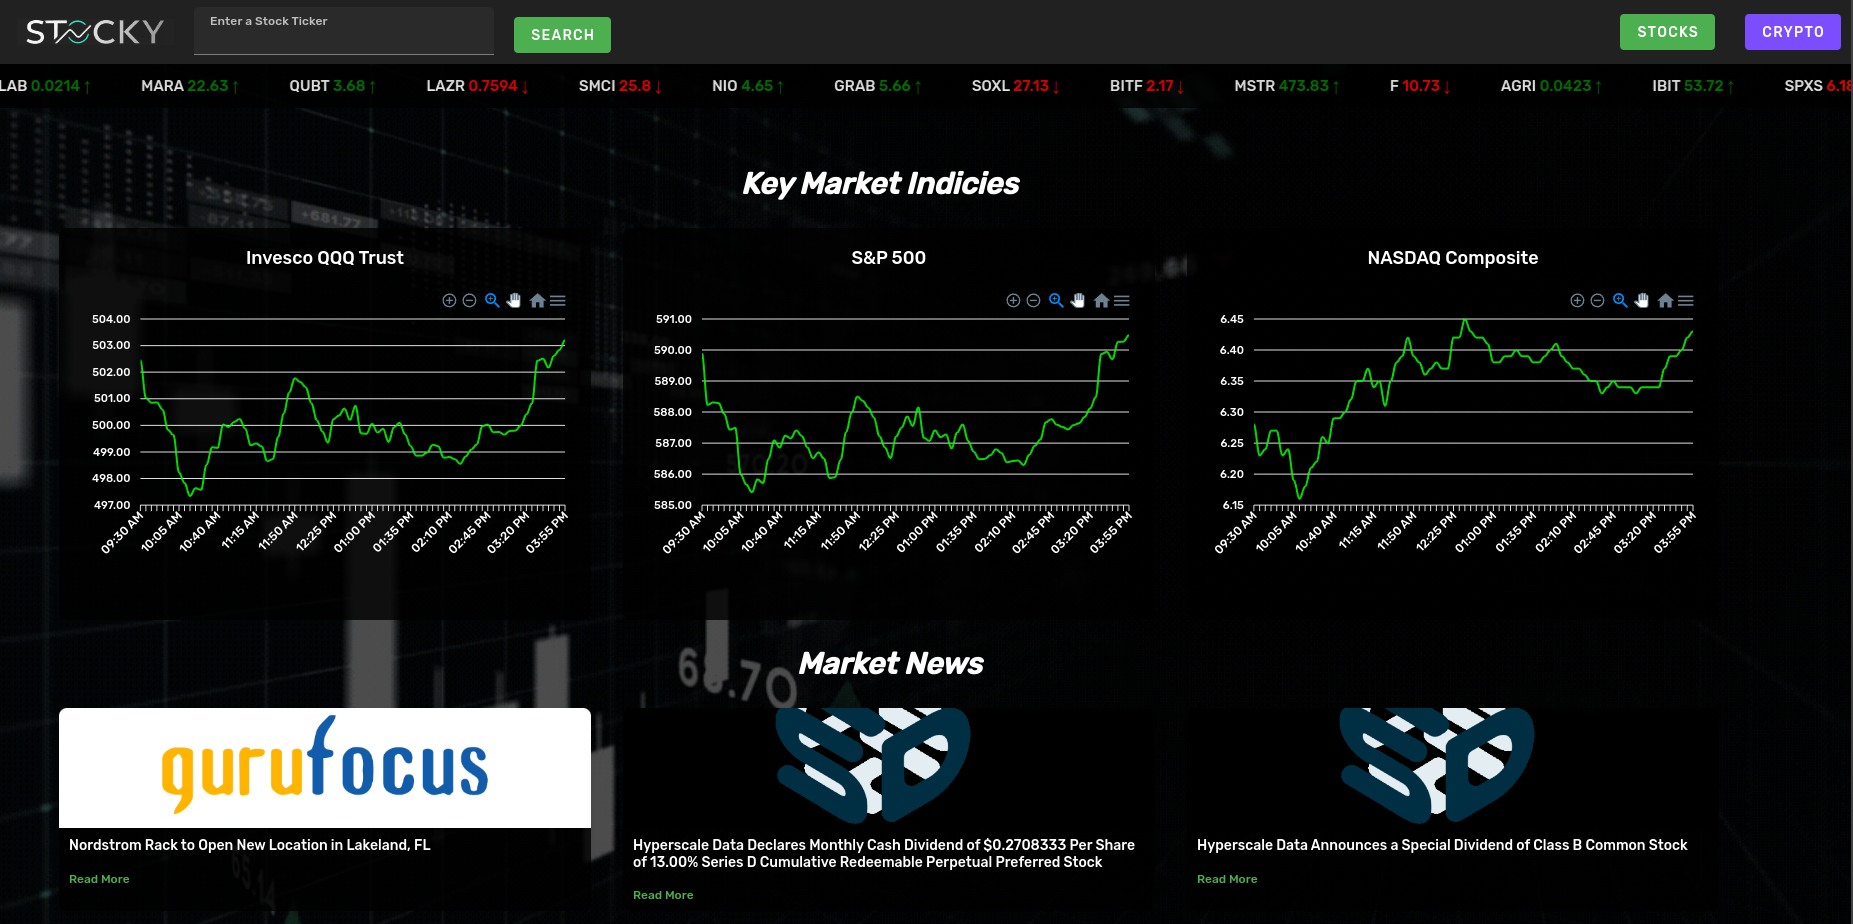 STOCKY
Enter a Stock Ticker
SEARCH
STOCKS
CRYPTO
LAB 0.0214 ↑ MARA 22.63 ↑ QUBT 3.68 ↑ LAZR 0.7594 ↓ SMCI 25.8 ↓ NIO 4.65 ↑ GRAB 5.66 ↑ SOXL 27.13 ↓ BITF 2.17 ↓ MSTR 473.83 ↑ F 10.73 ↓ AGRI 0.0423 ↑ IBIT 53.72 ↑ SPXS 6.18
Key Market Indicies
+681.77
Invesco QQQ Trust
504.00
503.00
502.00
501.00
500.00
499.00
498.00
497.00
09:30 AM 10:05 AM 10:40 AM 11:15 AM 11:50 AM 12:25 PM 01:00 PM 01:35 PM 02:10 PM 02:45 PM 03:20 PM 03:55 PM
S&P 500
591.00
590.00
589.00
588.00
587.00
586.00
585.00
09:30 AM 10:05 AM 10:40 AM 11:15 AM 11:50 AM 12:25 PM 01:00 PM 01:35 PM 02:10 PM 02:45 PM 03:20 PM 03:55 PM
NASDAQ Composite
6.45
6.40
6.35
6.30
6.25
6.20
6.15
09:30 AM 10:05 AM 10:40 AM 11:15 AM 11:50 AM 12:25 PM 01:00 PM 01:35 PM 02:10 PM 02:45 PM 03:20 PM 03:55 PM
Market News
68.70
gurufocus
Nordstrom Rack to Open New Location in Lakeland, FL
Read More
65.14
Hyperscale Data Declares Monthly Cash Dividend of $0.2708333 Per Share
of 13.00% Series D Cumulative Redeemable Perpetual Preferred Stock
Read More
Hyperscale Data Announces a Special Dividend of Class B Common Stock
Read More